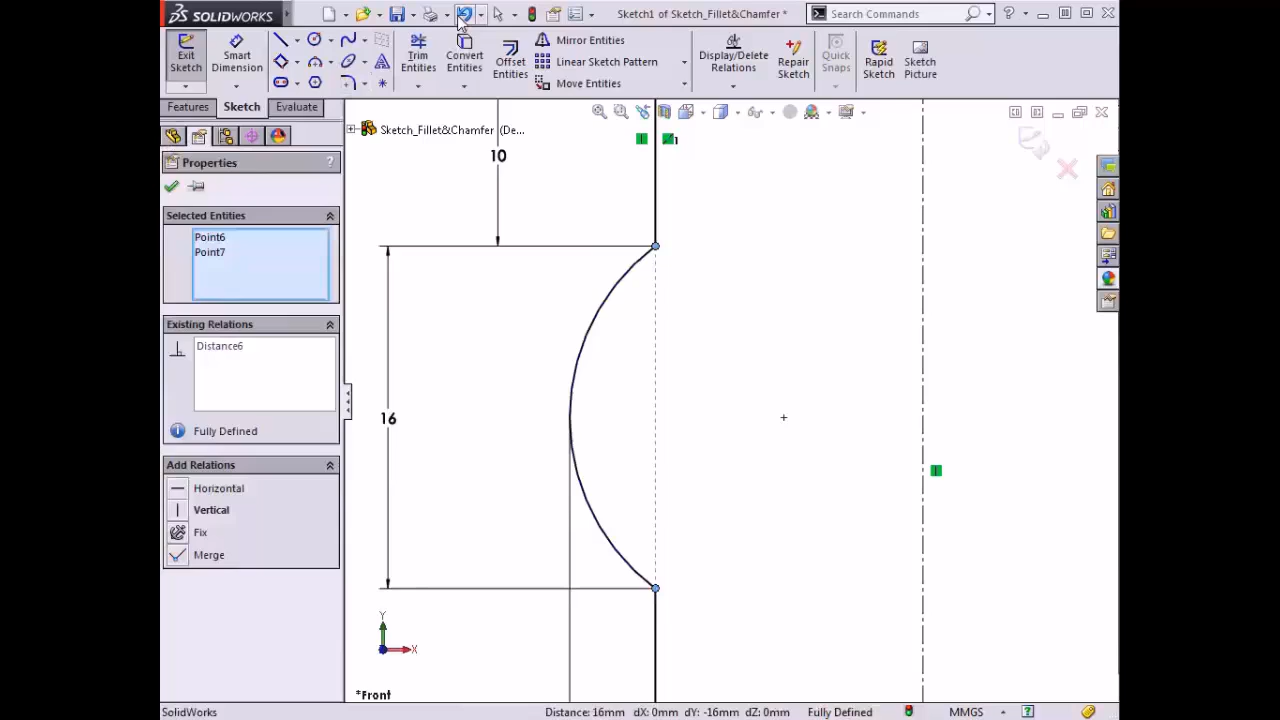 SOLIDWORKS
Sketch1 of Sketch_Fillet&Chamfer *
Search Commands
Exit Sketch
Smart Dimension
Trim Entities
Convert Entities
Offset Entities
Mirror Entities
Linear Sketch Pattern
Move Entities
Display/Delete Relations
Repair Sketch
Quick Snaps
Rapid Sketch
Sketch Picture
Features
Sketch
Evaluate
Sketch_Fillet&Chamfer (De...
Properties
?
Selected Entities
Point6
Point7
Existing Relations
Distance6
Fully Defined
Add Relations
Horizontal
Vertical
Fix
Merge
10
1
16
Y
X
*Front
SolidWorks
Distance: 16mm dX: 0mm dY: -16mm dZ: 0mm
Fully Defined
MMGS
?